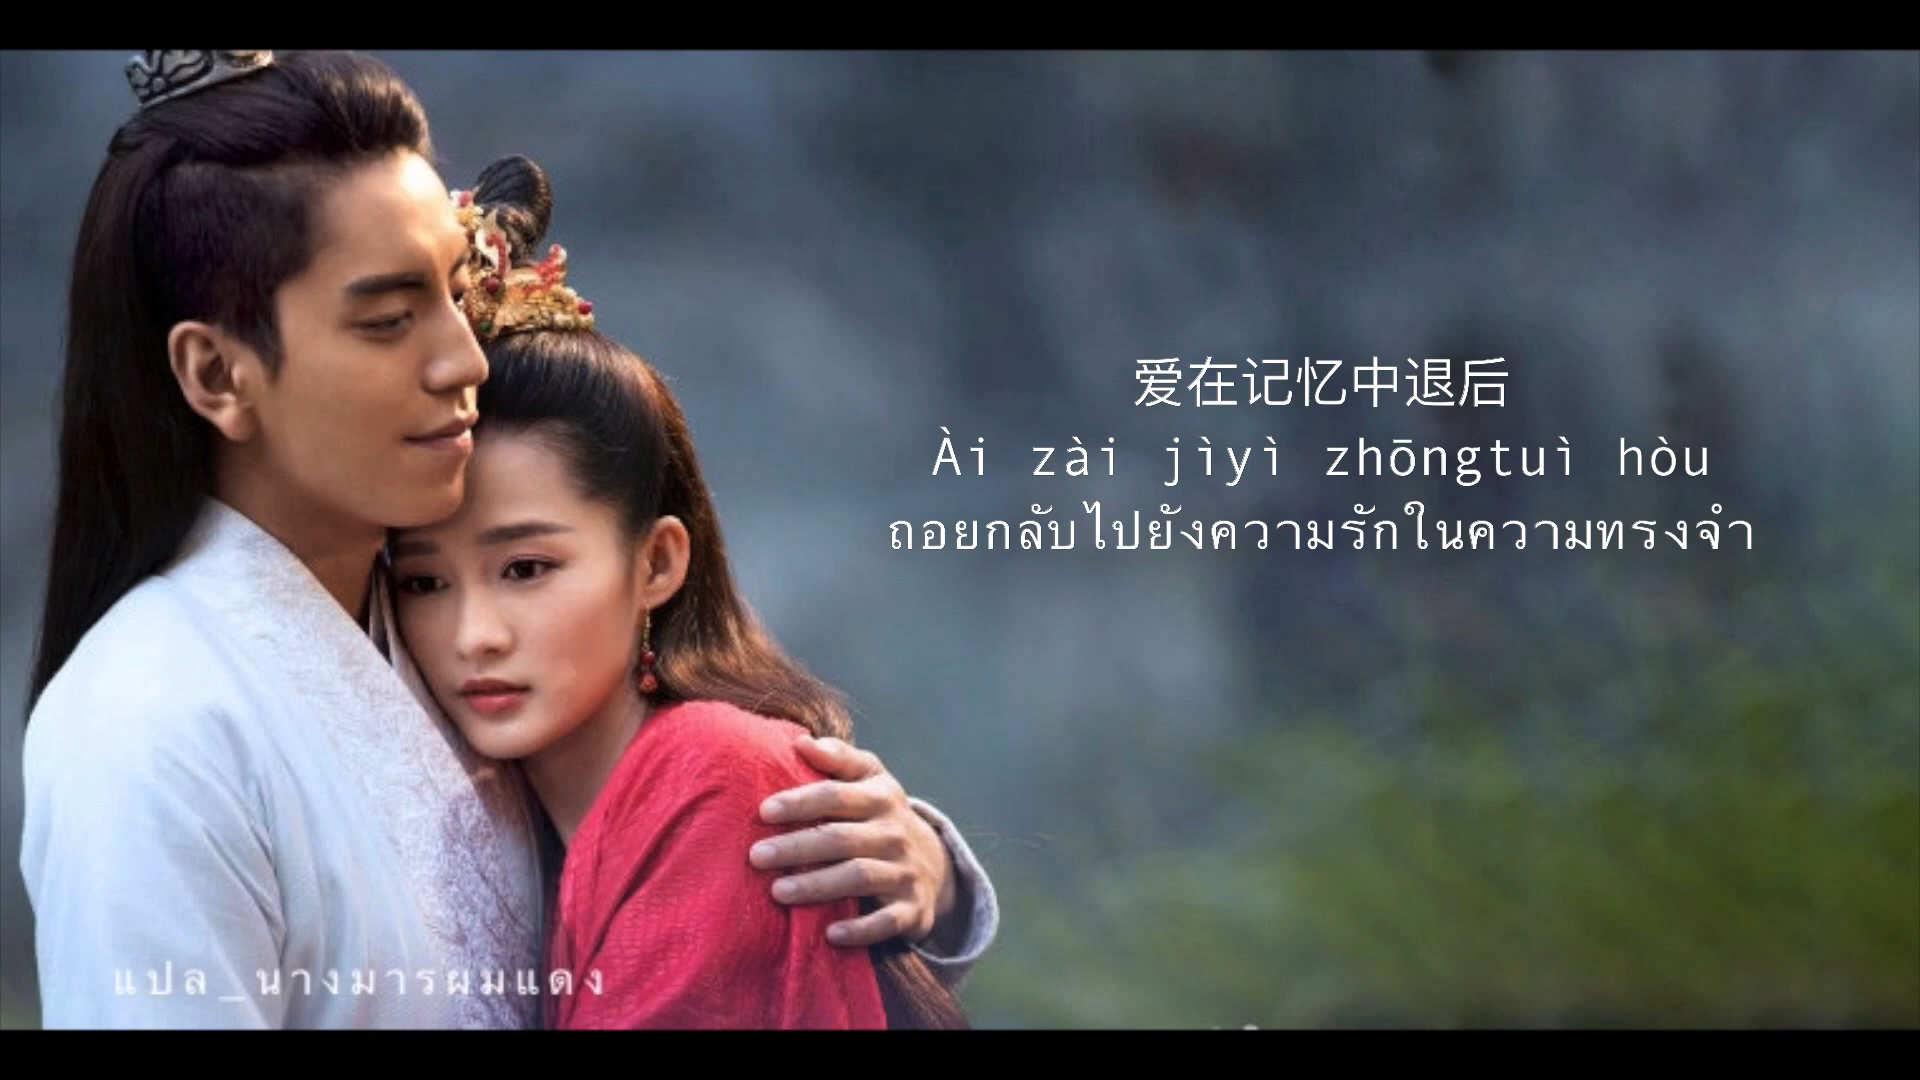 爱在记忆中退后
Ài zài jìyì zhōngtuì hòu
ถอยกลับไปยังความรักในความทรงจำ
แปล_นางมารผมแดง